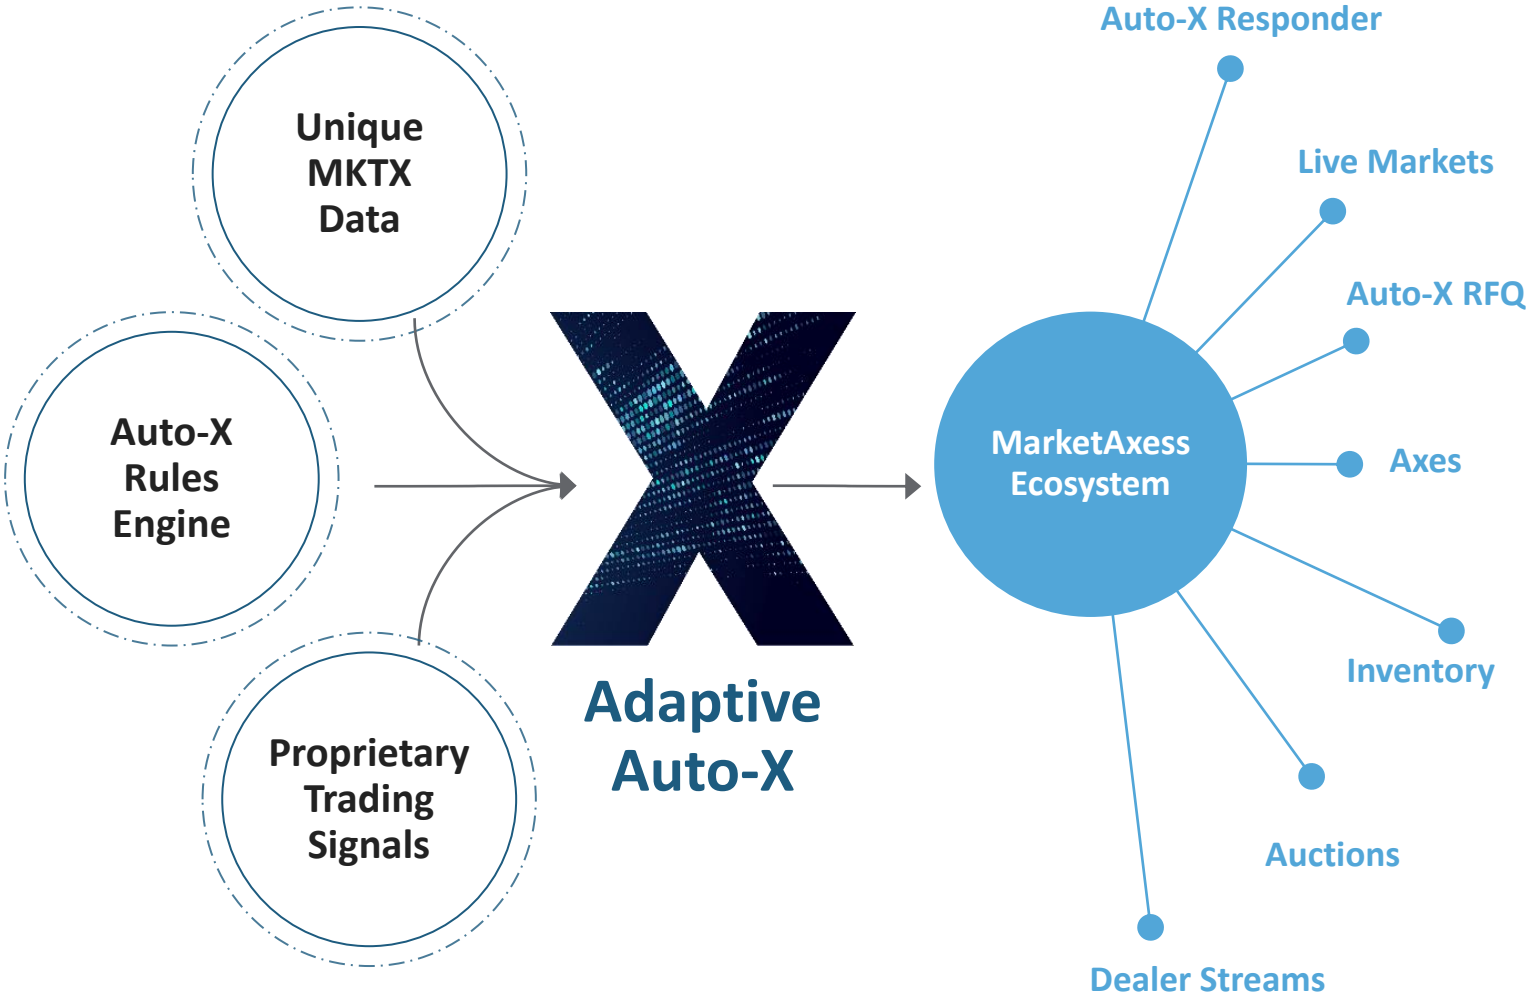 Unique
MKTX
Data
Auto-X
Rules
Engine
Proprietary
Trading
Signals
X
Adaptive
Auto-X
MarketAxess
Ecosystem
Auto-X Responder
Live Markets
Auto-X RFQ
Axes
Inventory
Auctions
Dealer Streams